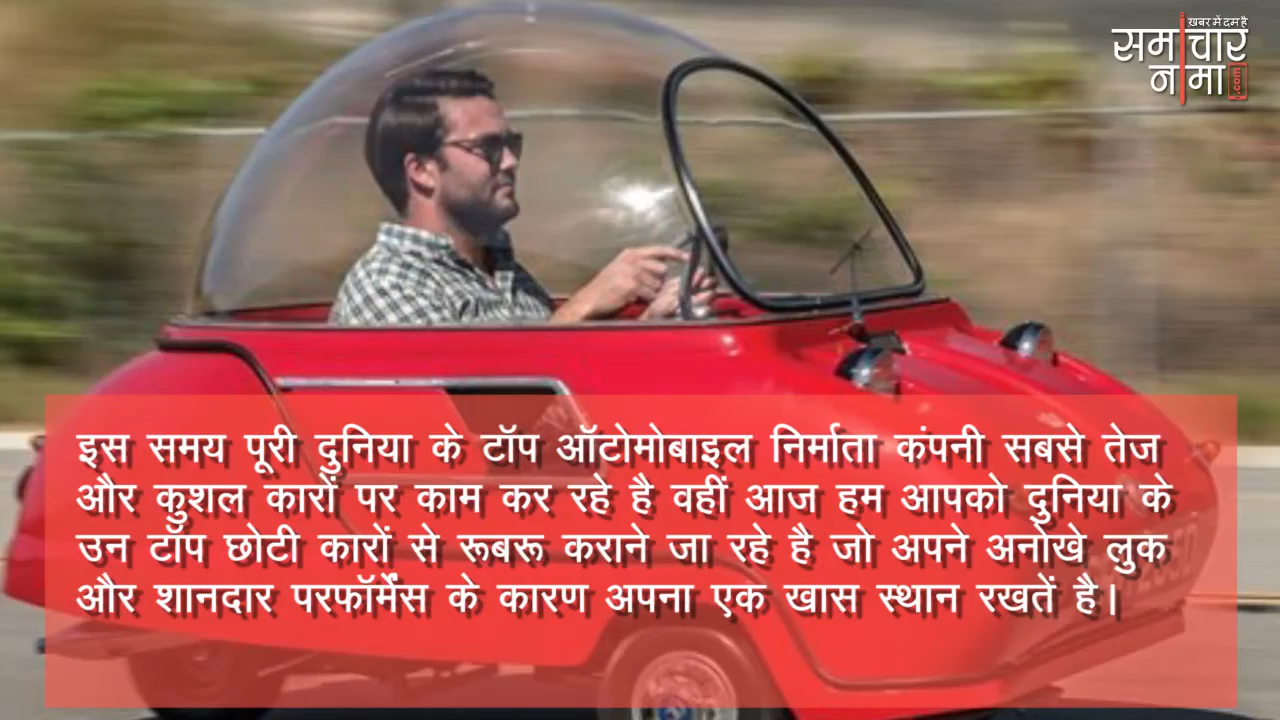 खबर में दम है
समाचार
नामा
.com
इस समय पूरी दुनिया के टॉप ऑटोमोबाइल निर्माता कंपनी सबसे तेज
और कुशल कारों पर काम कर रहे है वहीं आज हम आपको दुनिया के
उन टॉप छोटी कारों से रूबरू कराने जा रहे है जो अपने अनोखे लुक
और शानदार परफॉर्मेंस के कारण अपना एक खास स्थान रखतें है।